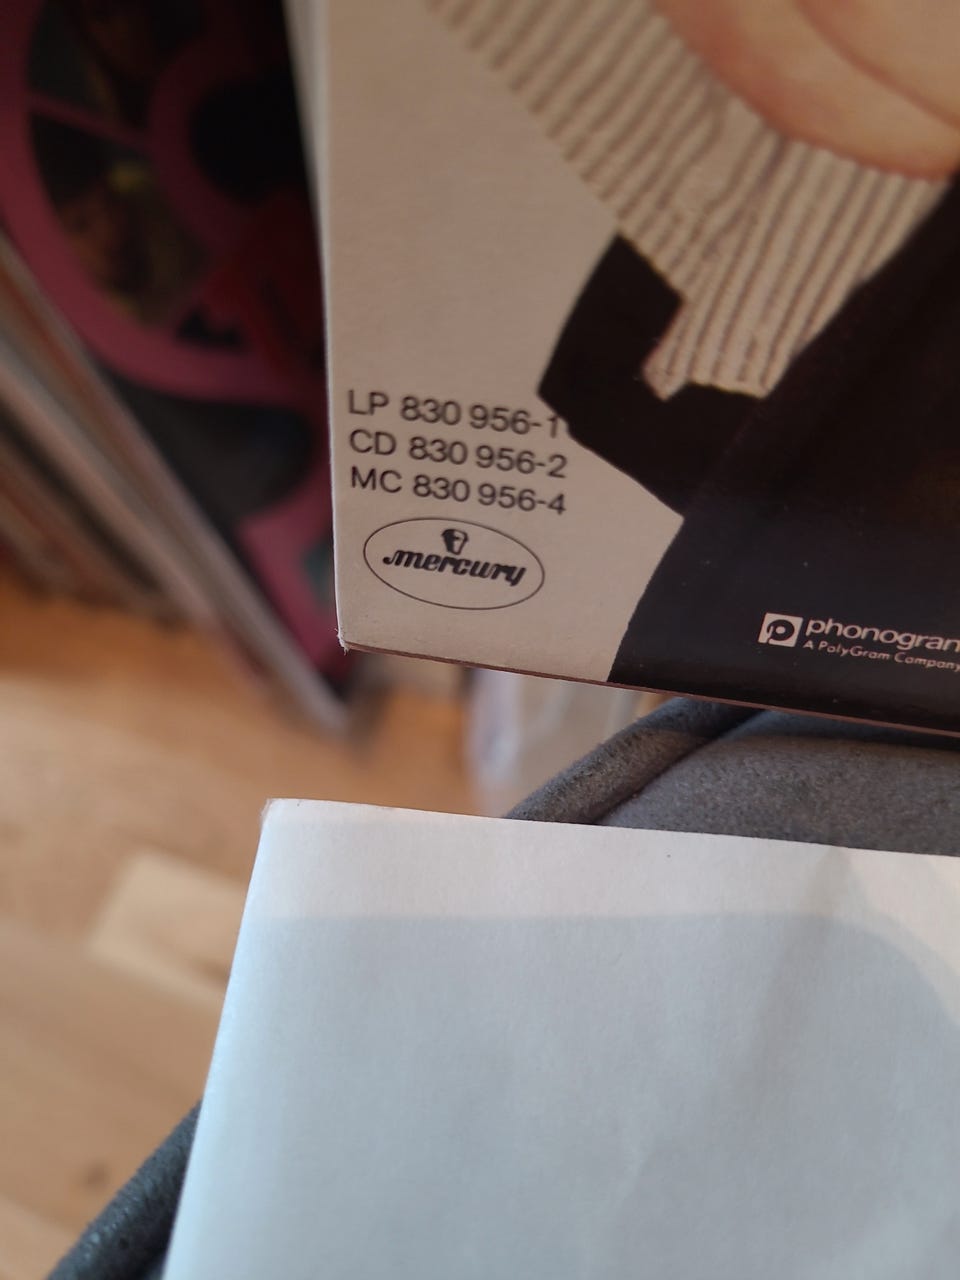 LP 830 956-1
CD 830 956-2
MC 830 956-4
mercury
phonogram
A PolyGram Company